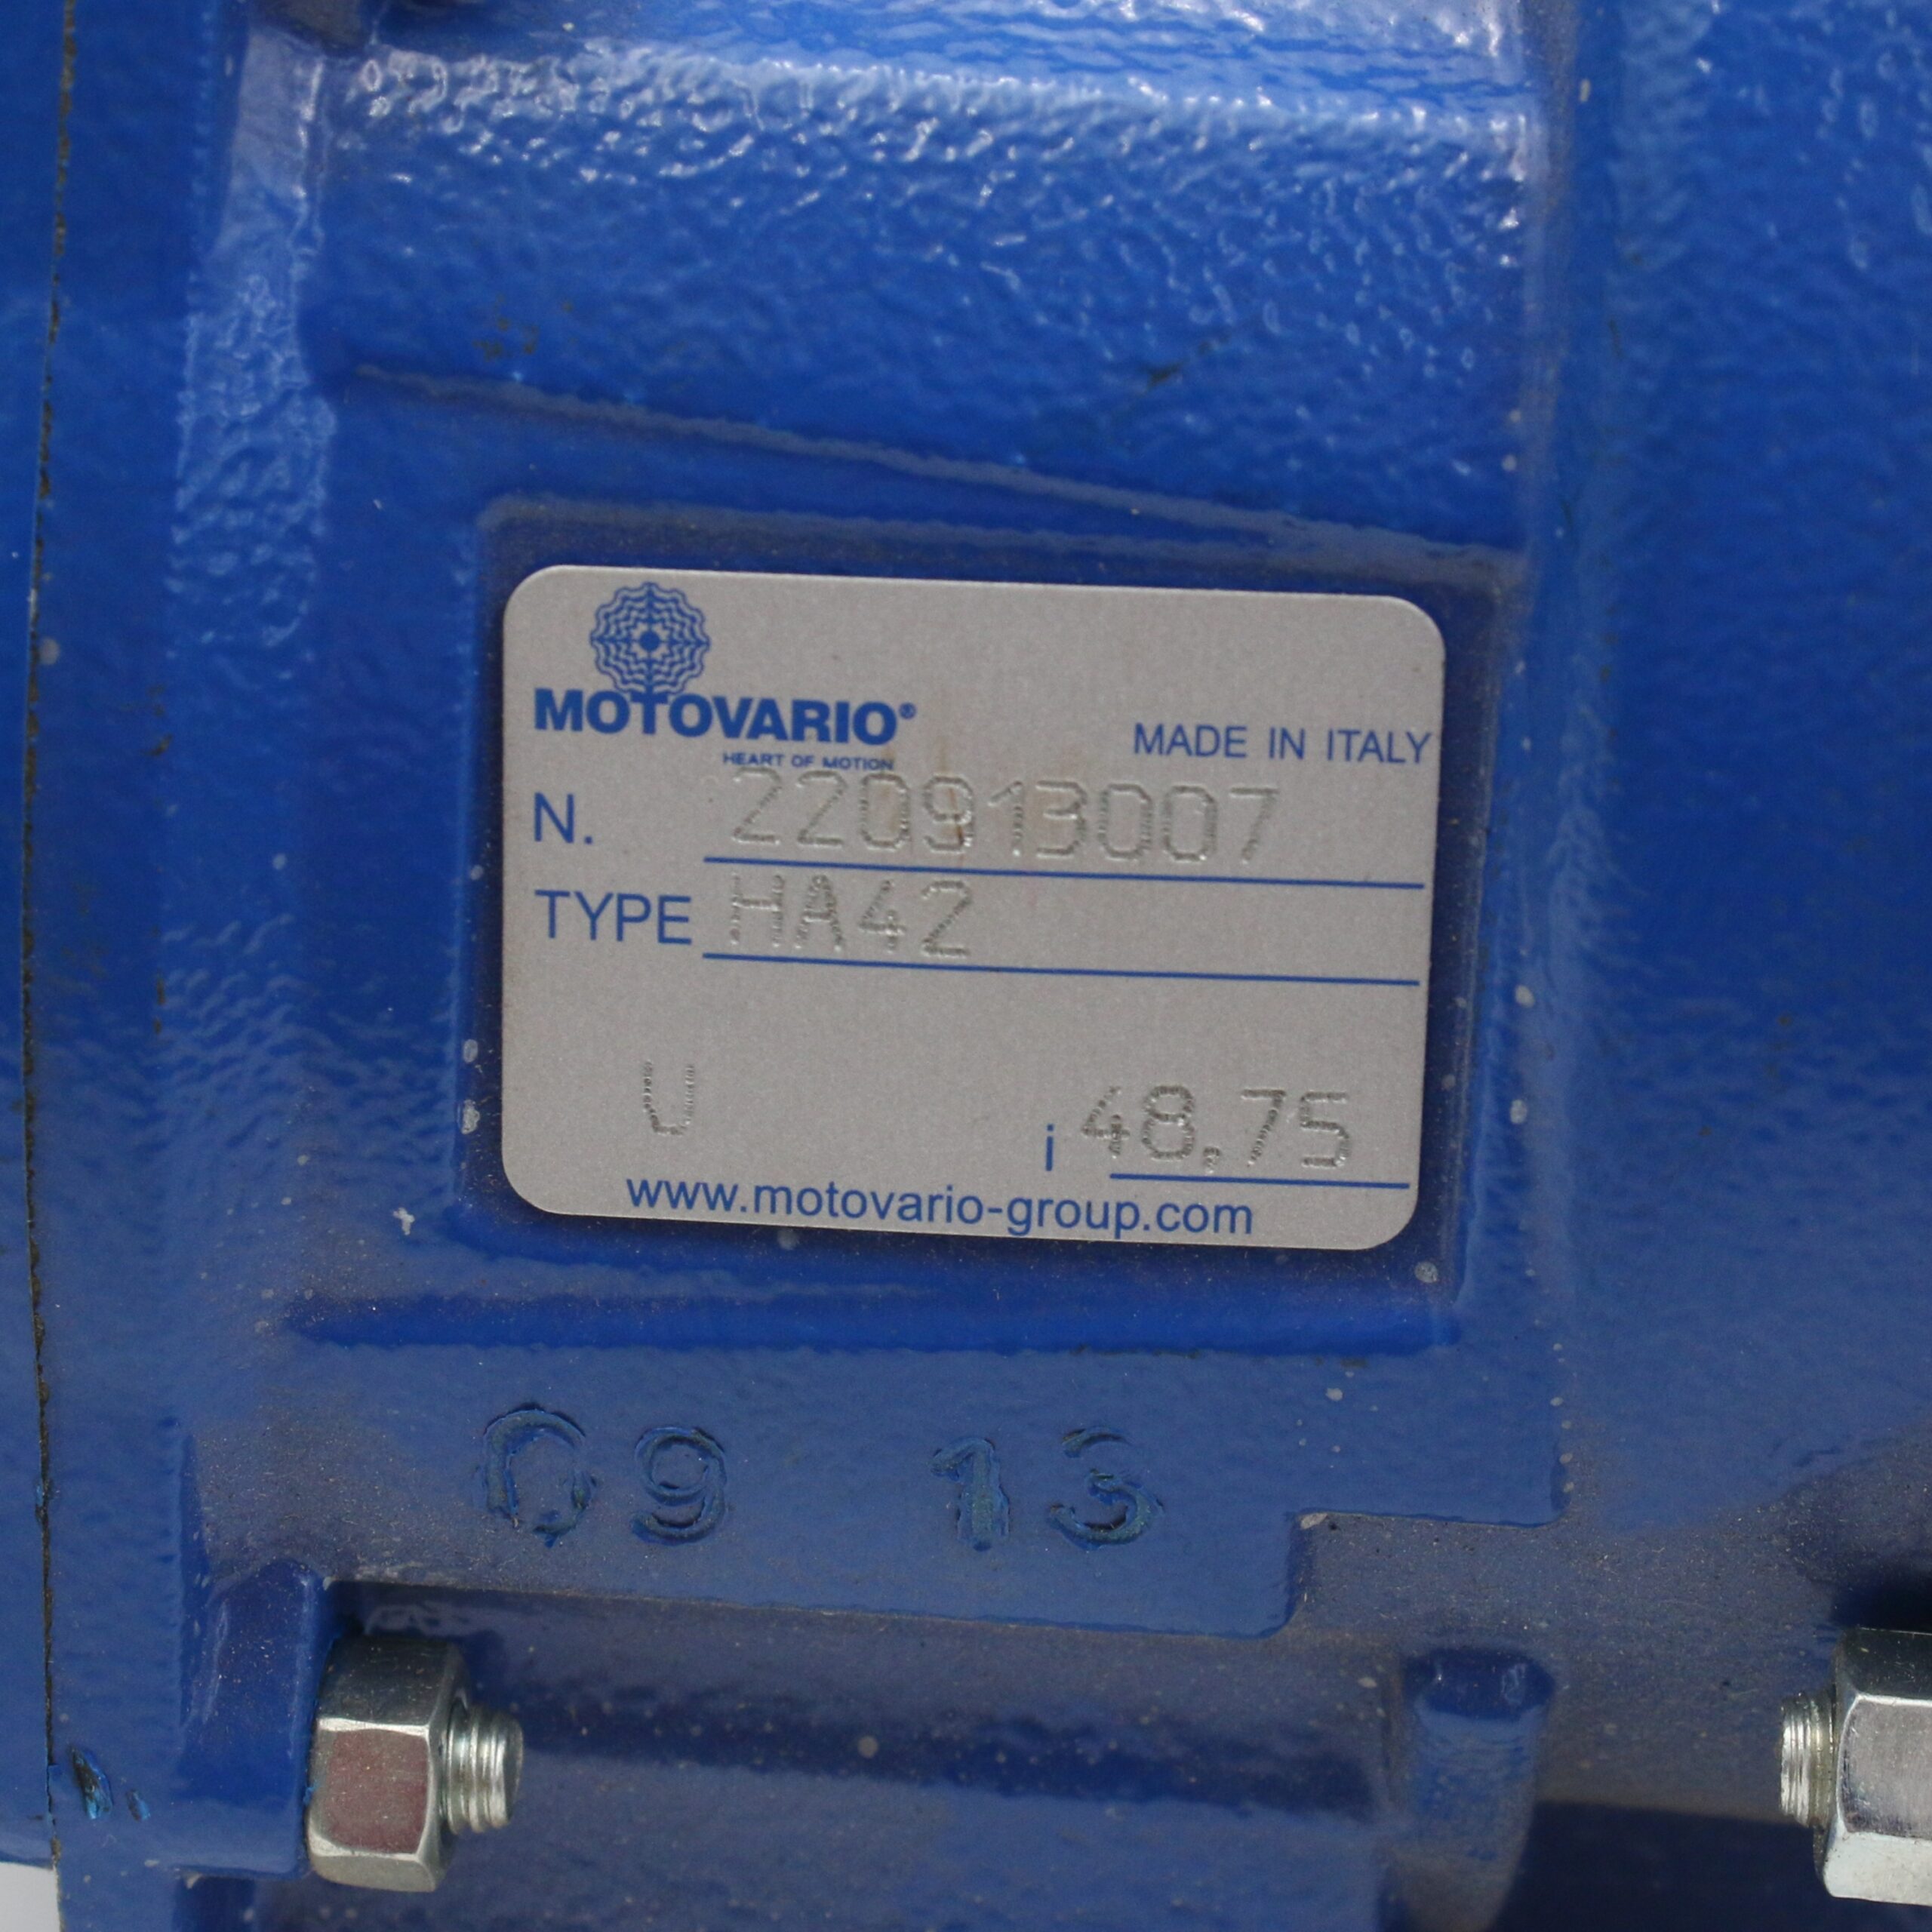 MOTOVARIO®
HEART OF MOTION
MADE IN ITALY
N. 220913007
TYPE HA42
U
i 48,75
www.motovario-group.com
09 13